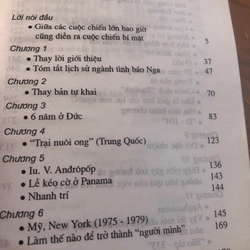 Lời nói đầu
• Giữa các cuộc chiến lớn bao giờ
cũng diễn ra cuộc chiến bí mật 5
Chương 1
• Thay lời giới thiệu 37
• Tóm tắt lịch sử ngành tình báo Nga 47
Chương 2
• Thay bản tự khai 70
Chương 3
• 6 năm ở Đức 83
Chương 4
• "Trại nuôi ong" (Trung Quốc) 123
Chương 5
• Iu. V. Anđrôpốp 136
• Lễ kéo cờ ở Panama 143
• Nhanh trí 145
Chương 6
• Mỹ, New York (1975 - 1979) 144
• Làm thế nào để trở thành "người mình" 169